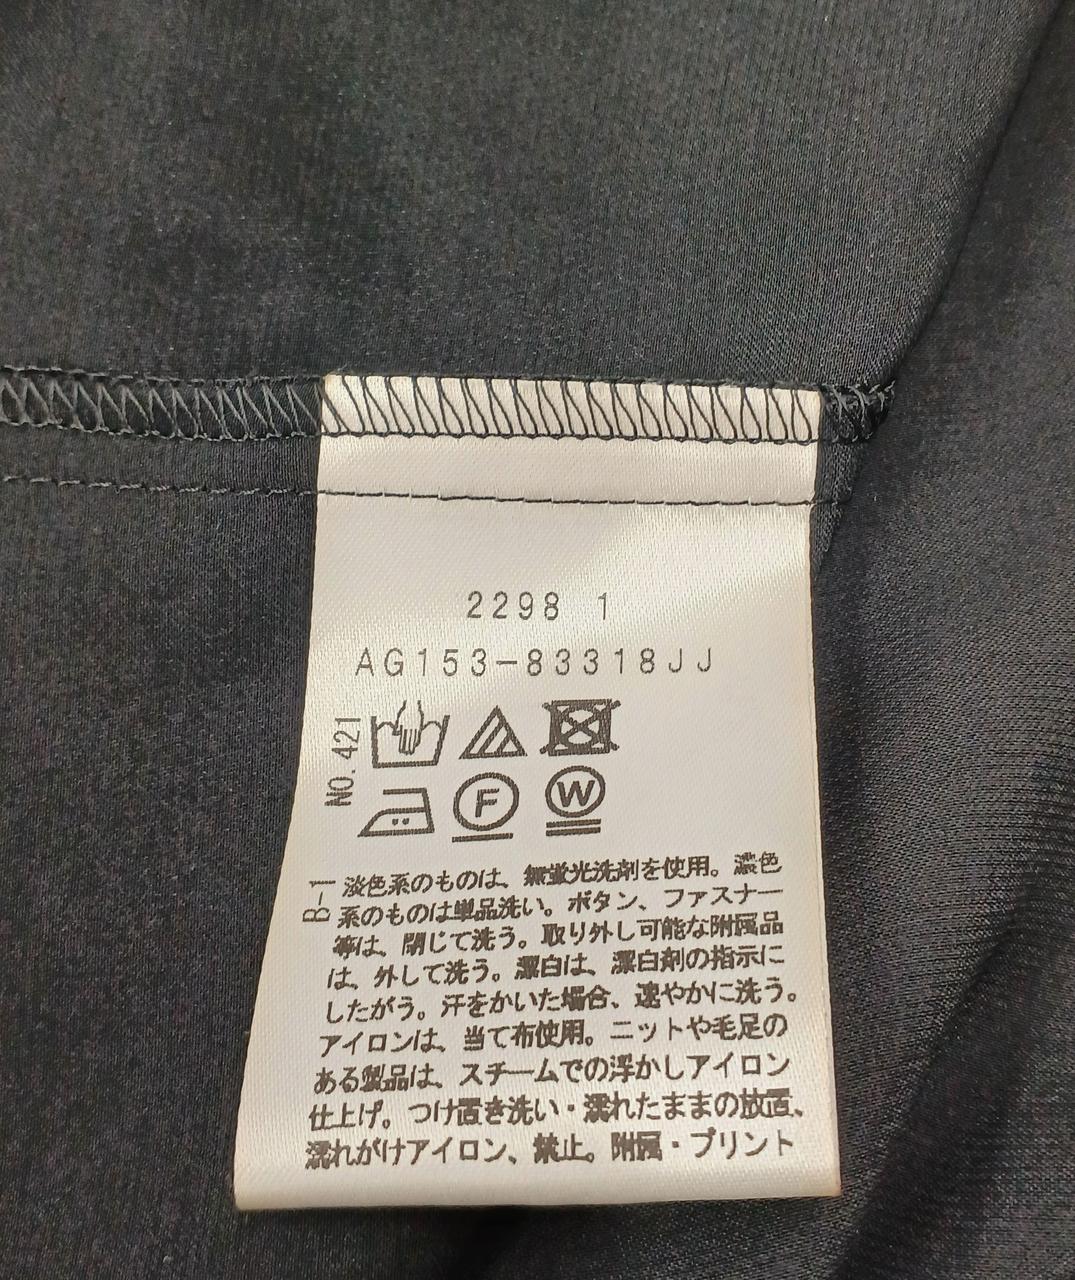 2298 1
AG153-83318JJ
NO. 421
F
W
B-1
淡色系のものは、無蛍光洗剤を使用。濃色
系のものは単品洗い。ボタン、ファスナー
等は、閉じて洗う。取り外し可能な附属品
は、外して洗う。漂白は、漂白剤の指示に
したがう。汗をかいた場合、速やかに洗う。
アイロンは、当て布使用。ニットや毛足の
ある製品は、スチームでの浮かしアイロン
仕上げ。つけ置き洗い・濡れたままの放置、
濡れがけアイロン、禁止。附属・プリント